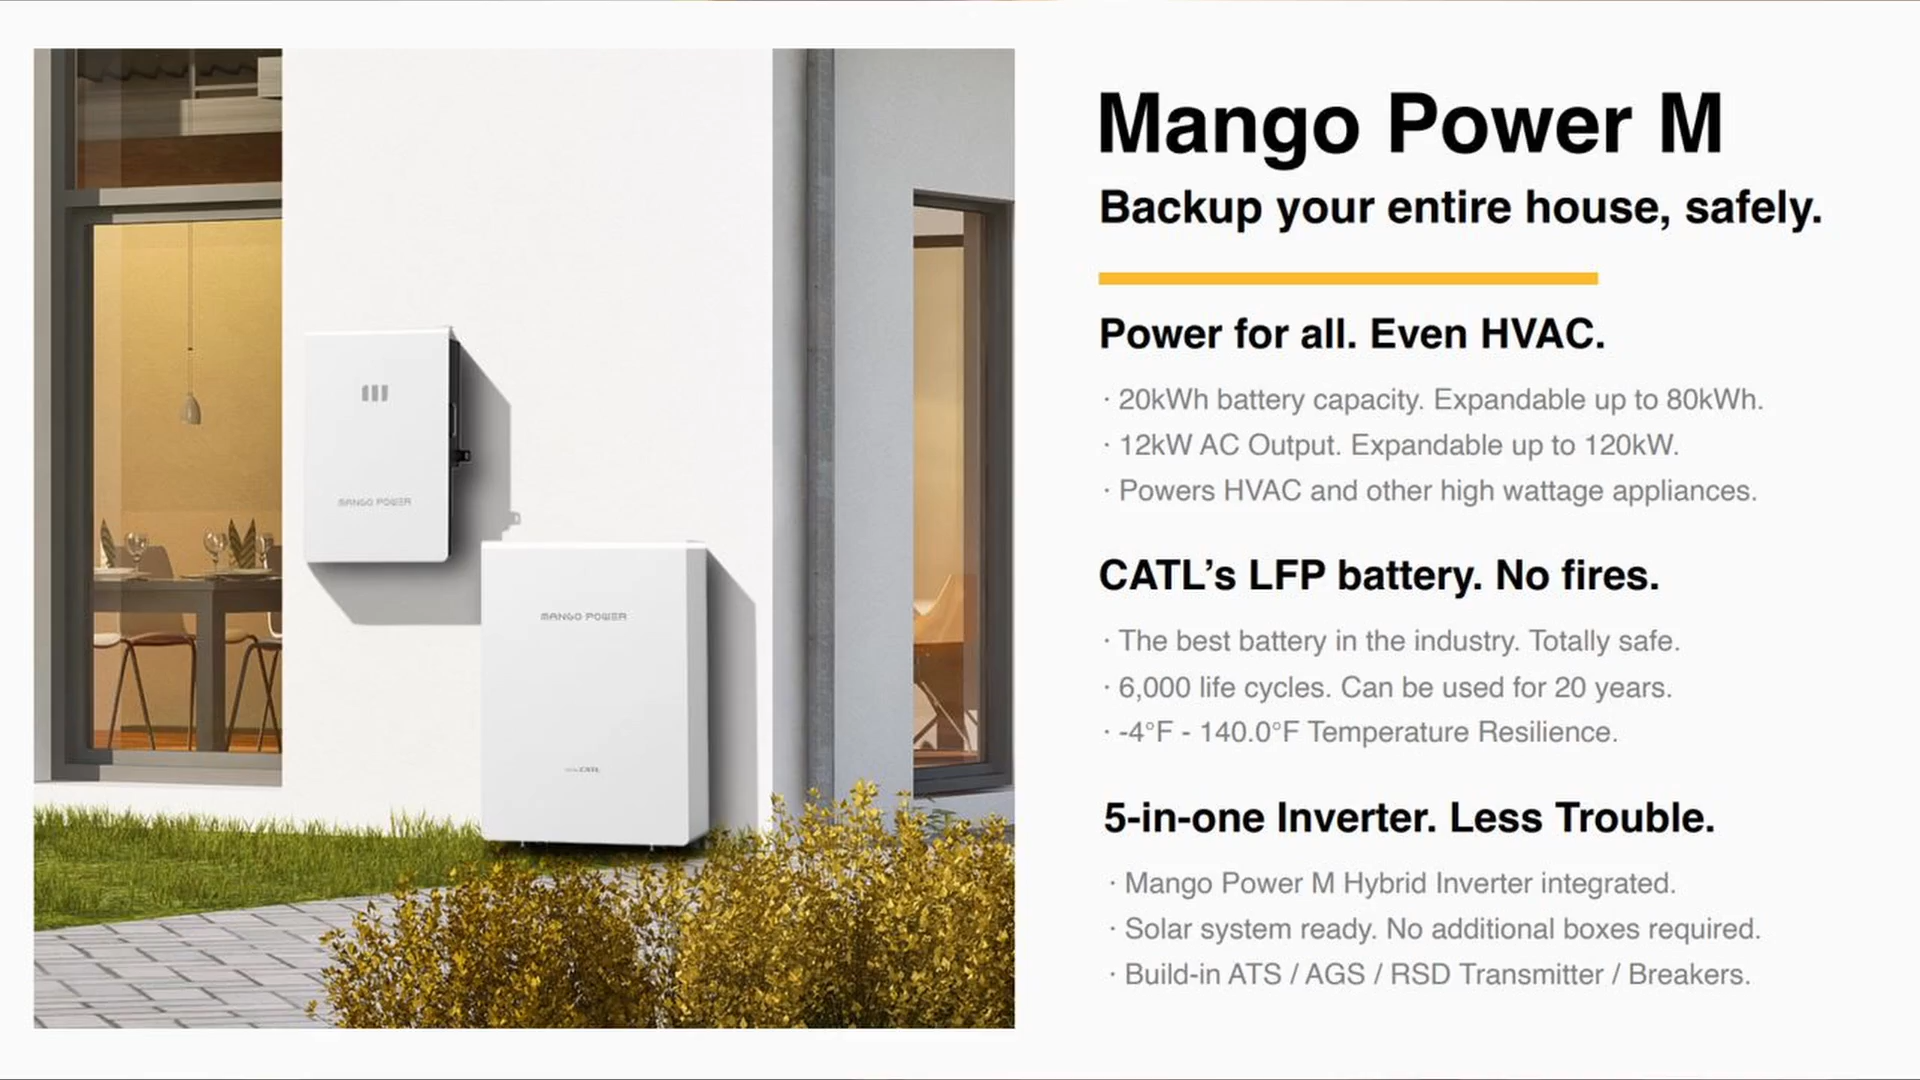 Mango Power M
Backup your entire house, safely.
Power for all. Even HVAC.
· 20kWh battery capacity. Expandable up to 80kWh.
· 12kW AC Output. Expandable up to 120kW.
· Powers HVAC and other high wattage appliances.
CATL’s LFP battery. No fires.
· The best battery in the industry. Totally safe.
· 6,000 life cycles. Can be used for 20 years.
· -4°F - 140.0°F Temperature Resilience.
5-in-one Inverter. Less Trouble.
· Mango Power M Hybrid Inverter integrated.
· Solar system ready. No additional boxes required.
· Build-in ATS / AGS / RSD Transmitter / Breakers.
MANGO POWER
MANGO POWER
CATL